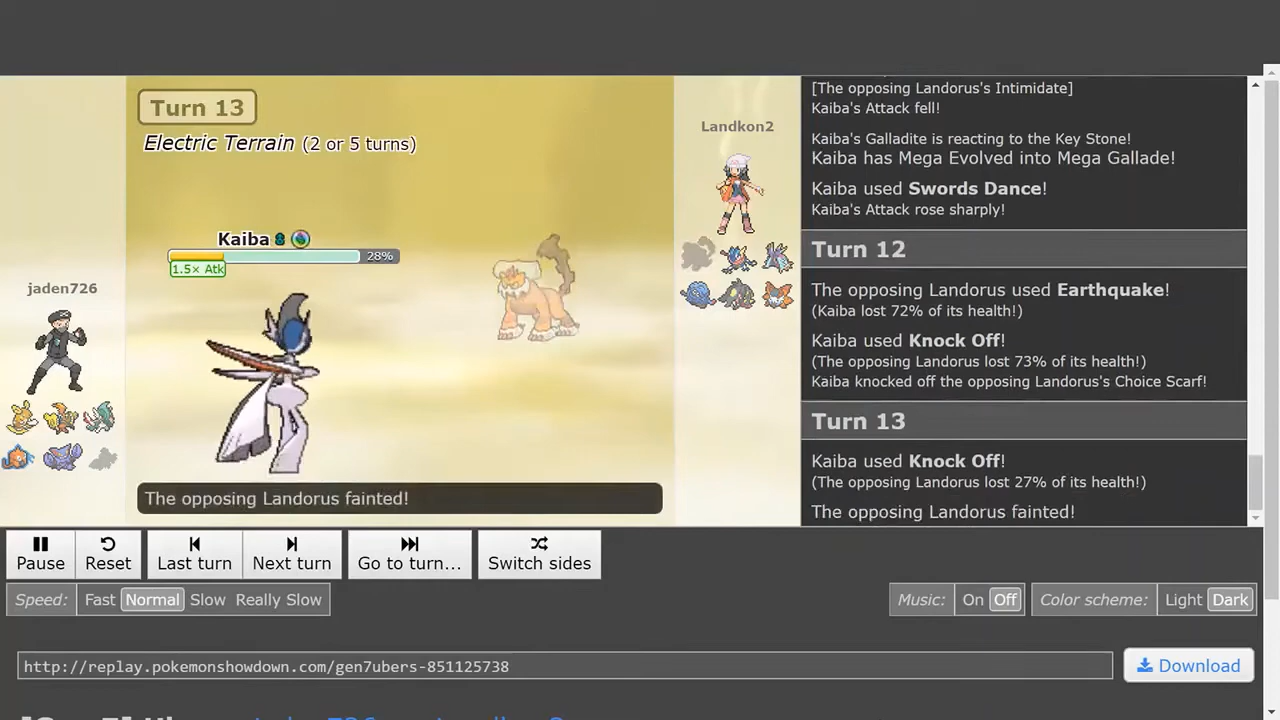 Turn 13
Electric Terrain (2 or 5 turns)
Kaiba 8
28%
1.5× Atk
jaden726
Landkon2
The opposing Landorus fainted!
[The opposing Landorus's Intimidate]
Kaiba's Attack fell!
Kaiba's Galladite is reacting to the Key Stone!
Kaiba has Mega Evolved into Mega Gallade!
Kaiba used Swords Dance!
Kaiba's Attack rose sharply!
Turn 12
The opposing Landorus used Earthquake!
(Kaiba lost 72% of its health!)
Kaiba used Knock Off!
(The opposing Landorus lost 73% of its health!)
Kaiba knocked off the opposing Landorus's Choice Scarf!
Turn 13
Kaiba used Knock Off!
(The opposing Landorus lost 27% of its health!)
The opposing Landorus fainted!
Pause Reset Last turn Next turn Go to turn... Switch sides
Speed: Fast Normal Slow Really Slow Music: On Off Color scheme: Light Dark
http://replay.pokemonshowdown.com/gen7ubers-851125738 Download